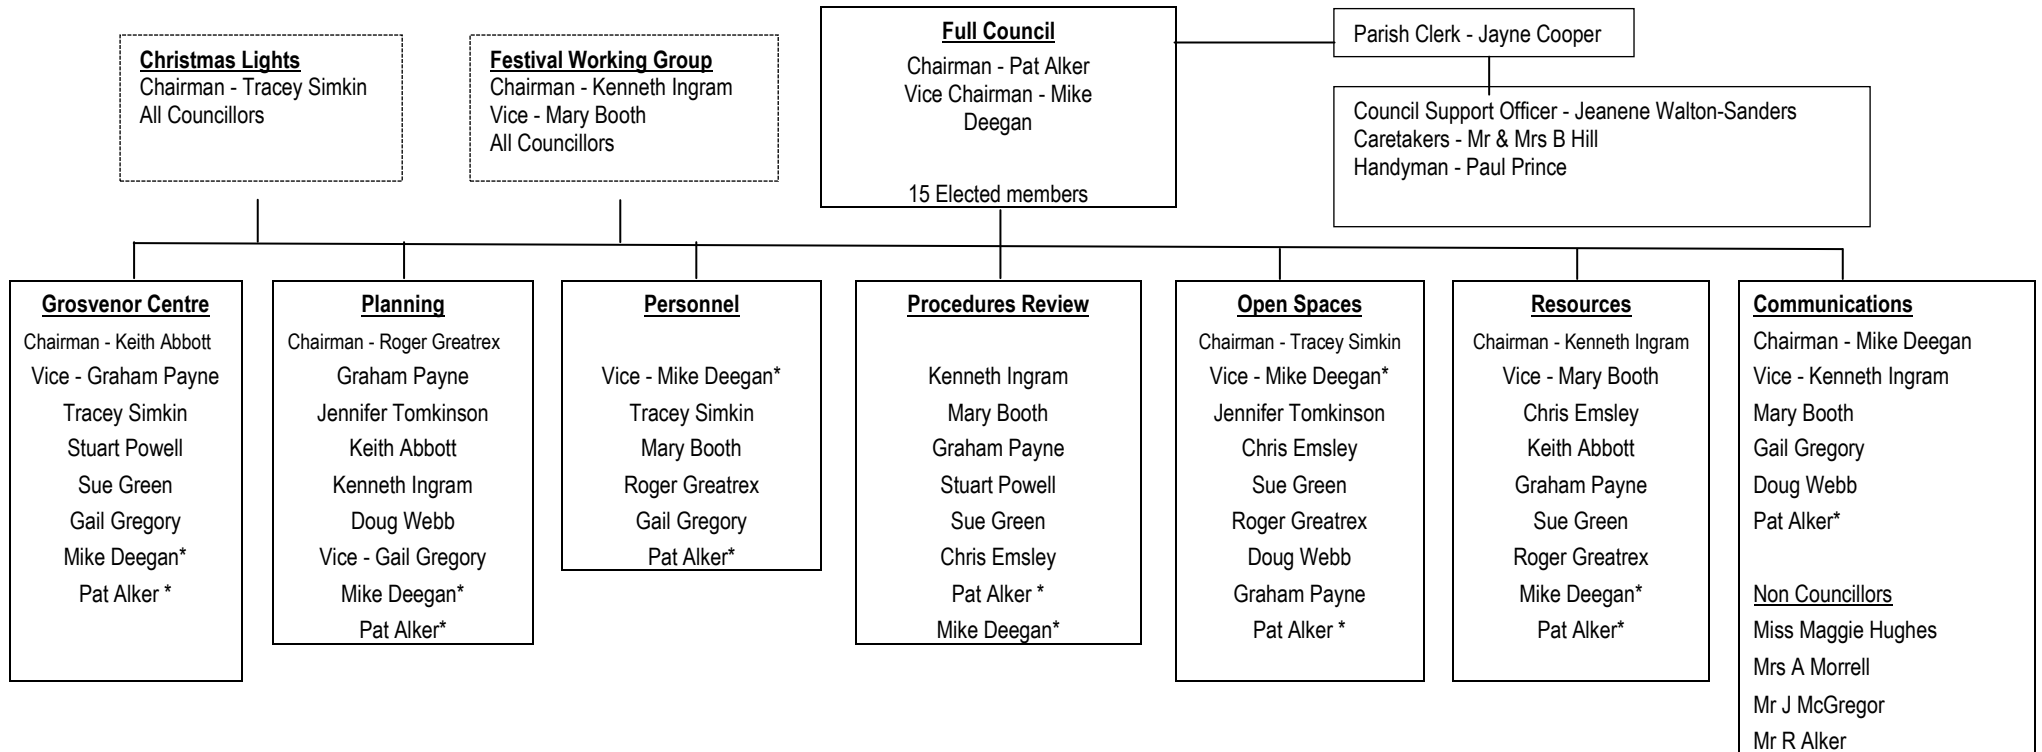 Christmas Lights
Chairman - Tracey Simkin
All Councillors
Festival Working Group
Chairman - Kenneth Ingram
Vice - Mary Booth
All Councillors
Full Council
Chairman - Pat Alker
Vice Chairman - Mike
Deegan
15 Elected members
Parish Clerk - Jayne Cooper
Council Support Officer - Jeanene Walton-Sanders
Caretakers - Mr & Mrs B Hill
Handyman - Paul Prince
Grosvenor Centre
Chairman - Keith Abbott
Vice - Graham Payne
Tracey Simkin
Stuart Powell
Sue Green
Gail Gregory
Mike Deegan*
Pat Alker *
Planning
Chairman - Roger Greatrex
Graham Payne
Jennifer Tomkinson
Keith Abbott
Kenneth Ingram
Doug Webb
Vice - Gail Gregory
Mike Deegan*
Pat Alker*
Personnel
Vice - Mike Deegan*
Tracey Simkin
Mary Booth
Roger Greatrex
Gail Gregory
Pat Alker*
Procedures Review
Kenneth Ingram
Mary Booth
Graham Payne
Stuart Powell
Sue Green
Chris Emsley
Pat Alker *
Mike Deegan*
Open Spaces
Chairman - Tracey Simkin
Vice - Mike Deegan*
Jennifer Tomkinson
Chris Emsley
Sue Green
Roger Greatrex
Doug Webb
Graham Payne
Pat Alker *
Resources
Chairman - Kenneth Ingram
Vice - Mary Booth
Chris Emsley
Keith Abbott
Graham Payne
Sue Green
Roger Greatrex
Mike Deegan*
Pat Alker*
Communications
Chairman - Mike Deegan
Vice - Kenneth Ingram
Mary Booth
Gail Gregory
Doug Webb
Pat Alker*
Non Councillors
Miss Maggie Hughes
Mrs A Morrell
Mr J McGregor
Mr R Alker